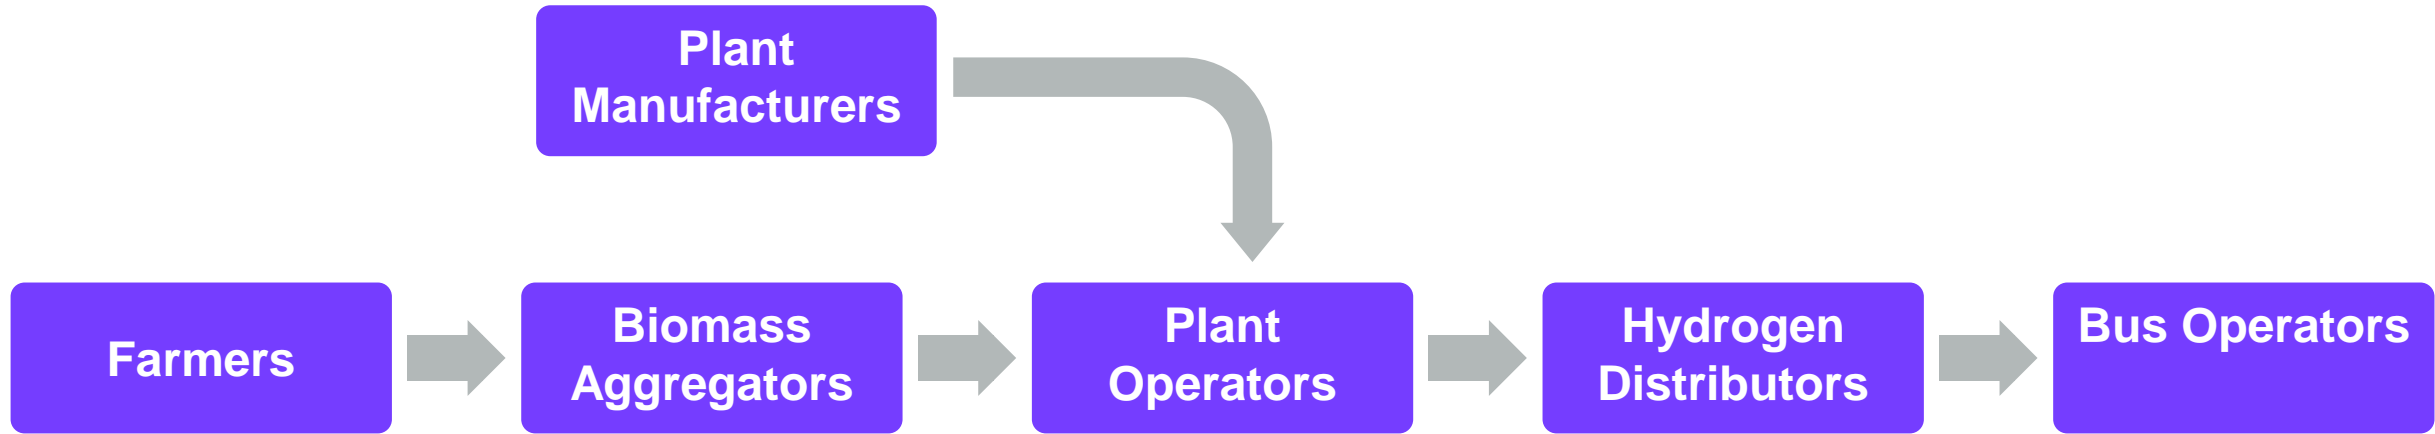 Plant
Manufacturers
Farmers
Biomass
Aggregators
Plant
Operators
Hydrogen
Distributors
Bus Operators